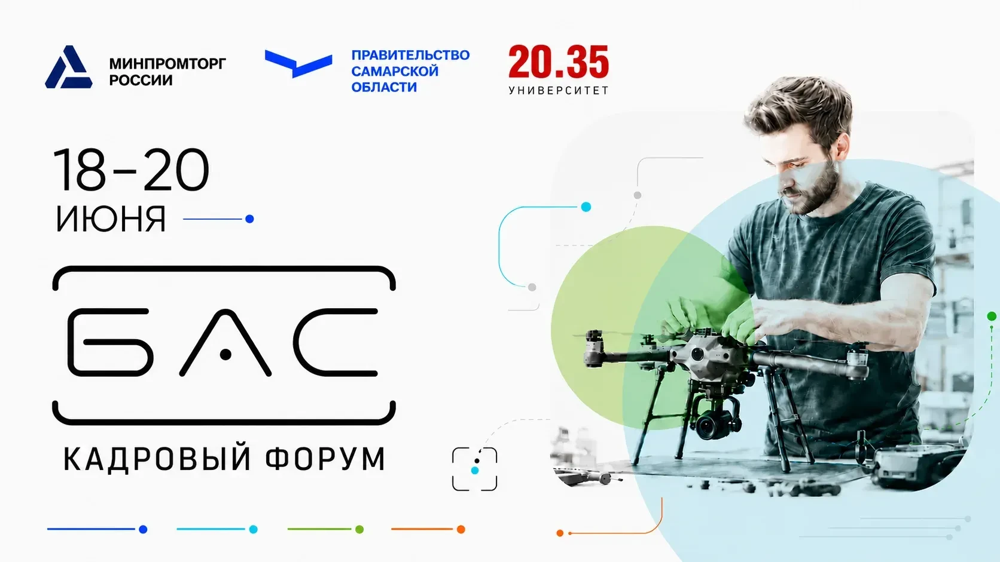 МИНПРОМТОРГ
РОССИИ
ПРАВИТЕЛЬСТВО
САМАРСКОЙ
ОБЛАСТИ
20.35
УНИВЕРСИТЕТ
18–20
ИЮНЯ
БАС
КАДРОВЫЙ ФОРУМ